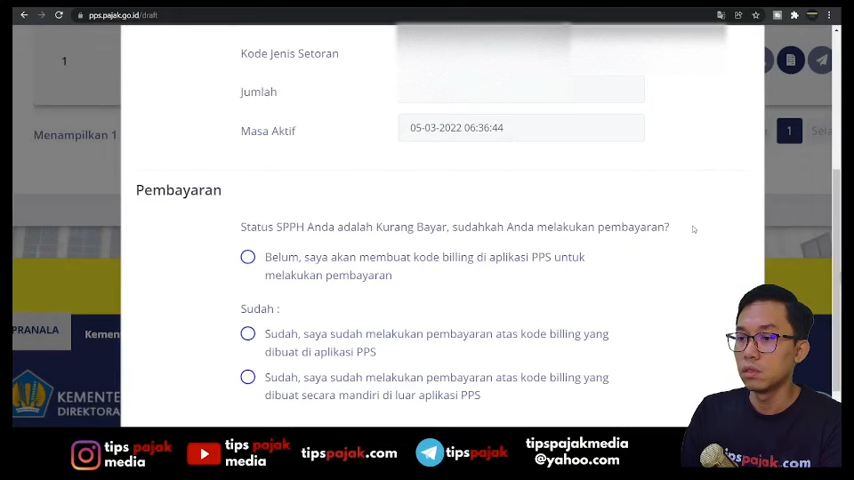 pps.pajak.go.id/draft
Kode Jenis Setoran
1
Jumlah
Masa Aktif
05-03-2022 06:36:44
Menampilkan 1
1
Pembayaran
Status SPPH Anda adalah Kurang Bayar, sudahkah Anda melakukan pembayaran?
Belum, saya akan membuat kode billing di aplikasi PPS untuk
melakukan pembayaran
Sudah :
Sudah, saya sudah melakukan pembayaran atas kode billing yang
dibuat di aplikasi PPS
Sudah, saya sudah melakukan pembayaran atas kode billing yang
dibuat secara mandiri di luar aplikasi PPS
PRANALA
Kemen
KEMENTE
DIREKTORA
tips pajak
media
tips pajak
media
tipspajak.com
tipspajak
tipspajakmedia
@yahoo.com
tipspajak.com